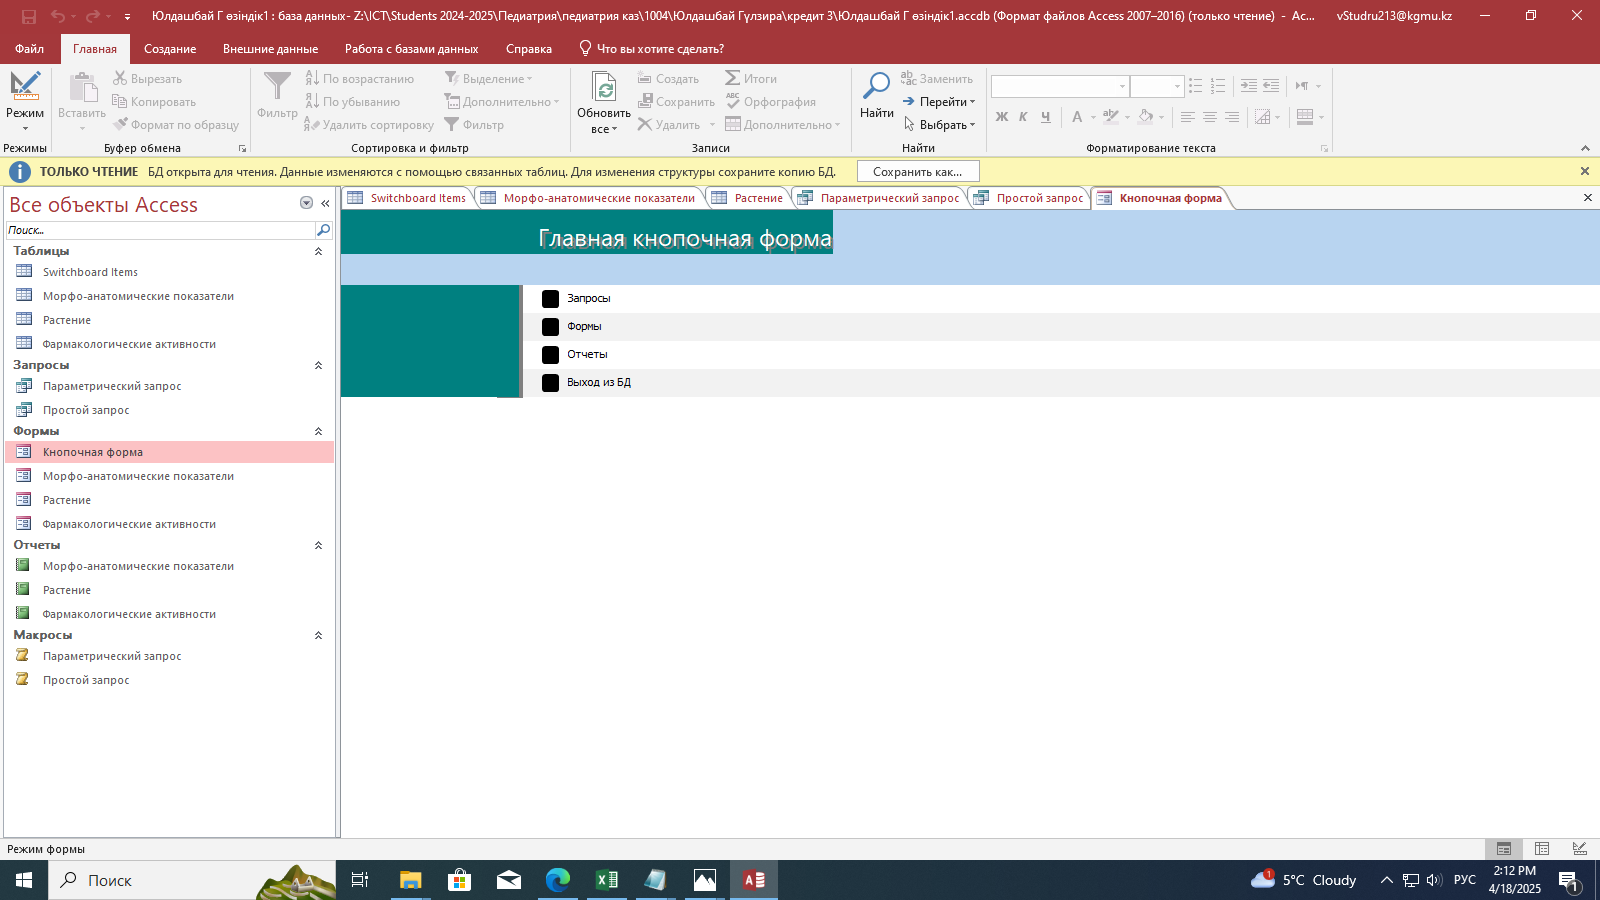 Юлдашбай Г өзіндік1 : база данных- Z:\ICT\Students 2024-2025\Педиатрия\педиатрия каз\1004\Юлдашбай Гүлзира\кредит 3\Юлдашбай Г өзіндік1.accdb (Формат файлов Access 2007–2016) (только чтение) - Ac...
vStudru213@kgmu.kz
Файл Главная Создание Внешние данные Работа с базами данных Справка Что вы хотите сделать?
Режим
Режимы
Вставить
Вырезать
Копировать
Формат по образцу
Буфер обмена
Фильтр
По возрастанию
По убыванию
Удалить сортировку
Выделение
Дополнительно
Фильтр
Сортировка и фильтр
Обновить
все
Создать
Сохранить
Удалить
Итоги
Орфография
Дополнительно
Записи
Найти
Заменить
Перейти
Выбрать
Найти
Ж К Ч
Форматирование текста
ТОЛЬКО ЧТЕНИЕ БД открыта для чтения. Данные изменяются с помощью связанных таблиц. Для изменения структуры сохраните копию БД. Сохранить как...
Все объекты Access
Поиск...
Таблицы
Switchboard Items
Морфо-анатомические показатели
Растение
Фармакологические активности
Запросы
Параметрический запрос
Простой запрос
Формы
Кнопочная форма
Морфо-анатомические показатели
Растение
Фармакологические активности
Отчеты
Морфо-анатомические показатели
Растение
Фармакологические активности
Макросы
Параметрический запрос
Простой запрос
Switchboard Items Морфо-анатомические показатели Растение Параметрический запрос Простой запрос Кнопочная форма
Главная кнопочная форма
Запросы
Формы
Отчеты
Выход из БД
Режим формы
Поиск
1
5°C Cloudy
РУС
2:12 PM
4/18/2025
1